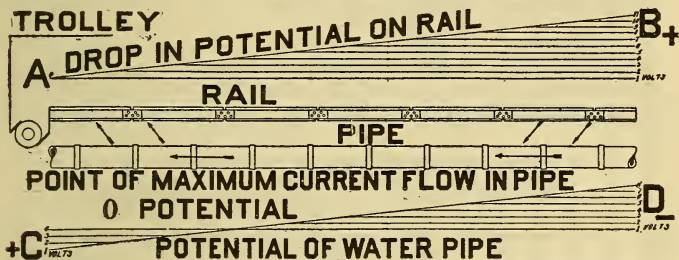 TROLLEY
DROP IN POTENTIAL ON RAIL
A
B+
VOLTS
RAIL
PIPE
POINT OF MAXIMUM CURRENT FLOW IN PIPE
0 POTENTIAL
D-
VOLTS
+C
VOLTS
POTENTIAL OF WATER PIPE